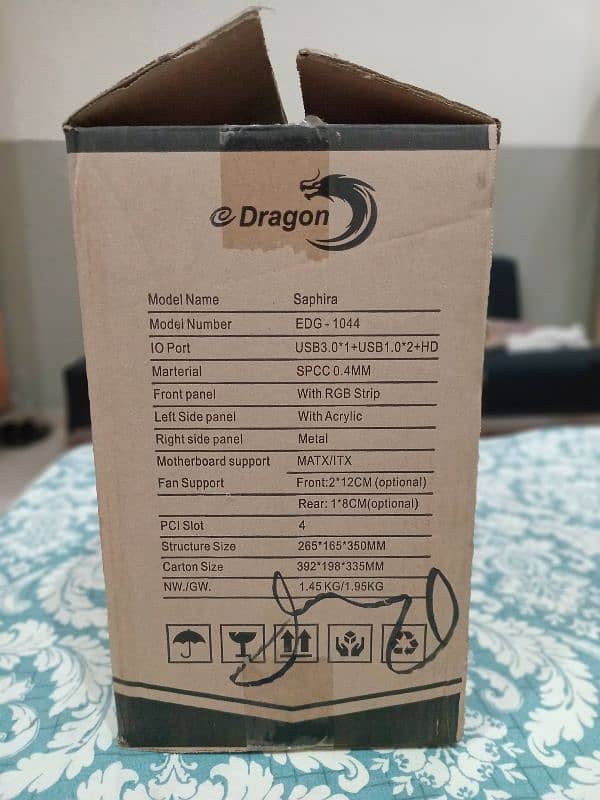 e Dragon
Model Name Saphira
Model Number EDG - 1044
IO Port USB3.0*1+USB1.0*2+HD
Marterial SPCC 0.4MM
Front panel With RGB Strip
Left Side panel With Acrylic
Right side panel Metal
Motherboard support MATX/ITX
Fan Support Front:2*12CM (optional)
Rear: 1*8CM(optional)
PCI Slot 4
Structure Size 265*165*350MM
Carton Size 392*198*335MM
NW./GW. 1.45 KG/1.95KG